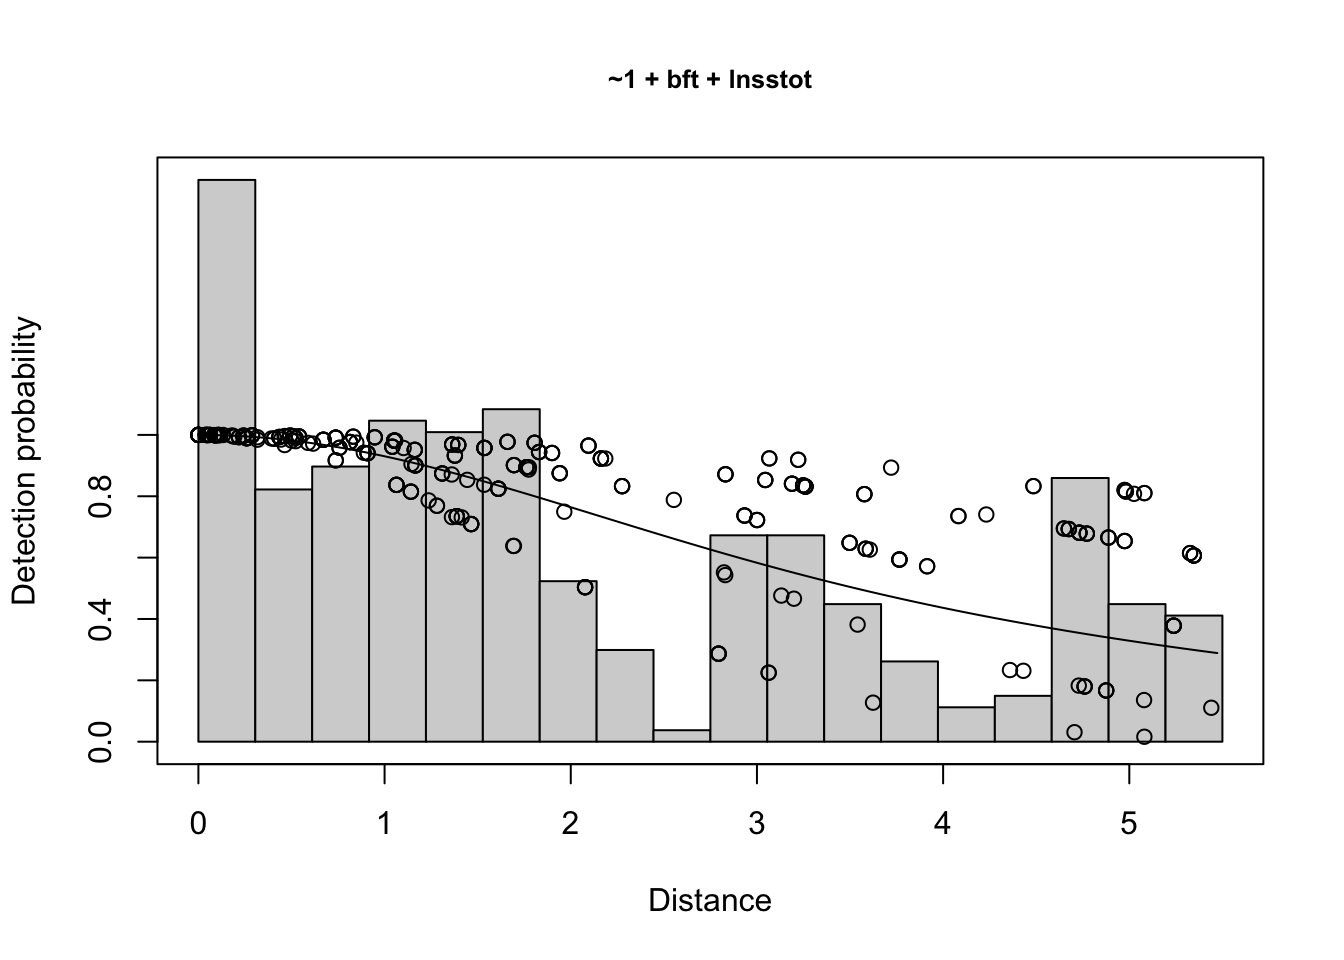 ~1 + bft + lnsstot
Detection probability
0.8
0.4
0.0
0 1 2 3 4 5
Distance